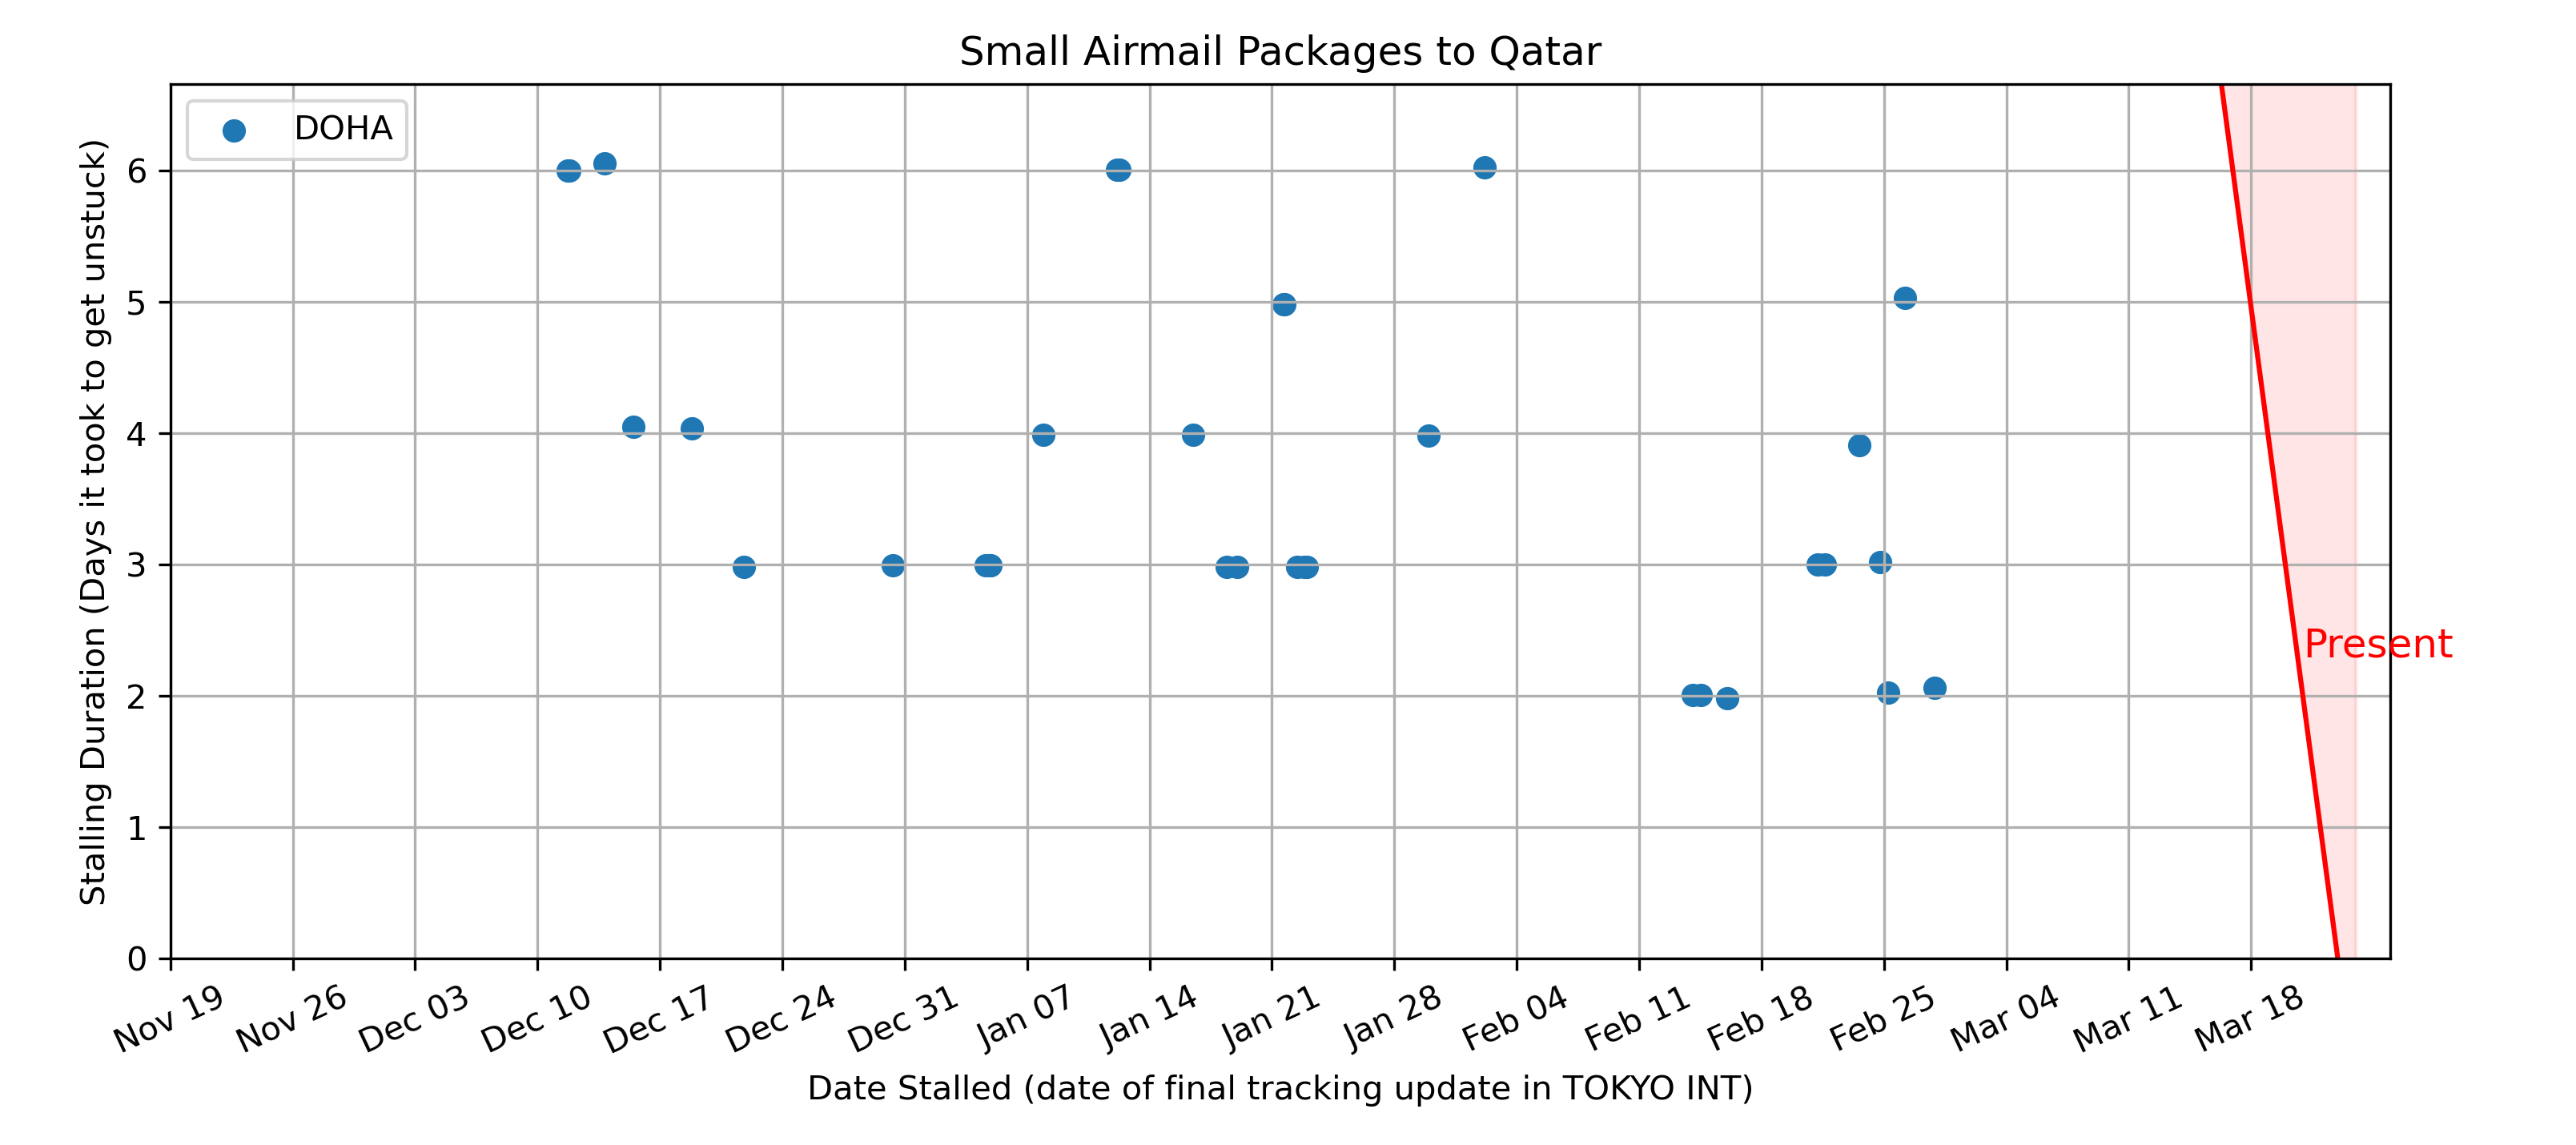 Small Airmail Packages to Qatar
DOHA
Stalling Duration (Days it took to get unstuck)
6
5
4
3
2
1
0
Present
Nov 19
Nov 26
Dec 03
Dec 10
Dec 17
Dec 24
Dec 31
Jan 07
Jan 14
Jan 21
Jan 28
Feb 04
Feb 11
Feb 18
Feb 25
Mar 04
Mar 11
Mar 18
Date Stalled (date of final tracking update in TOKYO INT)